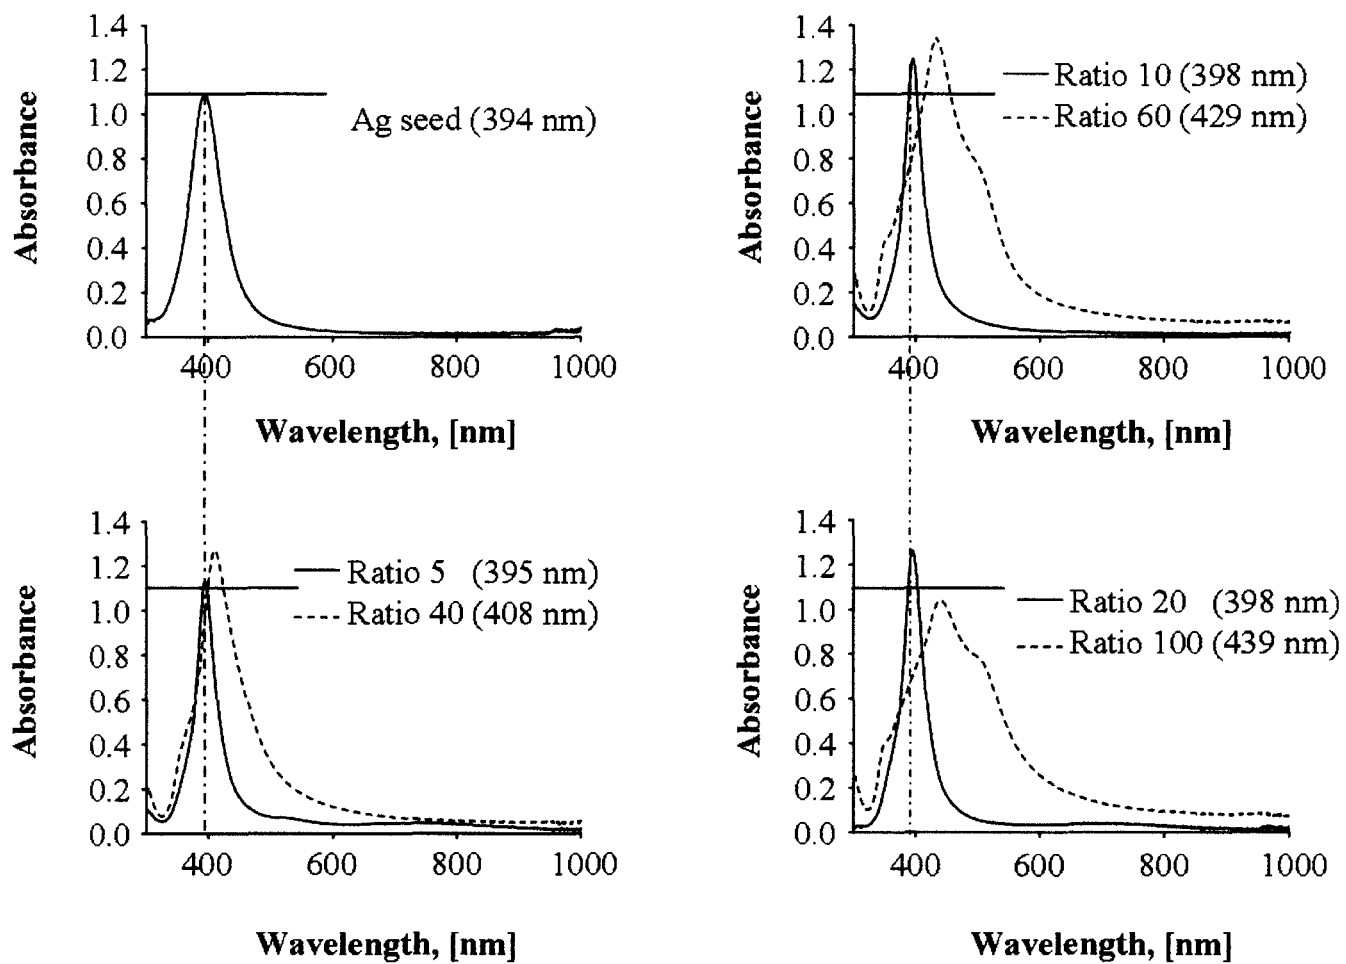 1.4
1.2
1.0
0.8
0.6
0.4
0.2
0.0
Absorbance
Ag seed (394 nm)
400 600 800 1000
Wavelength, [nm]
1.4
1.2
1.0
0.8
0.6
0.4
0.2
0.0
Absorbance
Ratio 10 (398 nm)
Ratio 60 (429 nm)
400 600 800 1000
Wavelength, [nm]
1.4
1.2
1.0
0.8
0.6
0.4
0.2
0.0
Absorbance
Ratio 5 (395 nm)
Ratio 40 (408 nm)
400 600 800 1000
Wavelength, [nm]
1.4
1.2
1.0
0.8
0.6
0.4
0.2
0.0
Absorbance
Ratio 20 (398 nm)
Ratio 100 (439 nm)
400 600 800 1000
Wavelength, [nm]